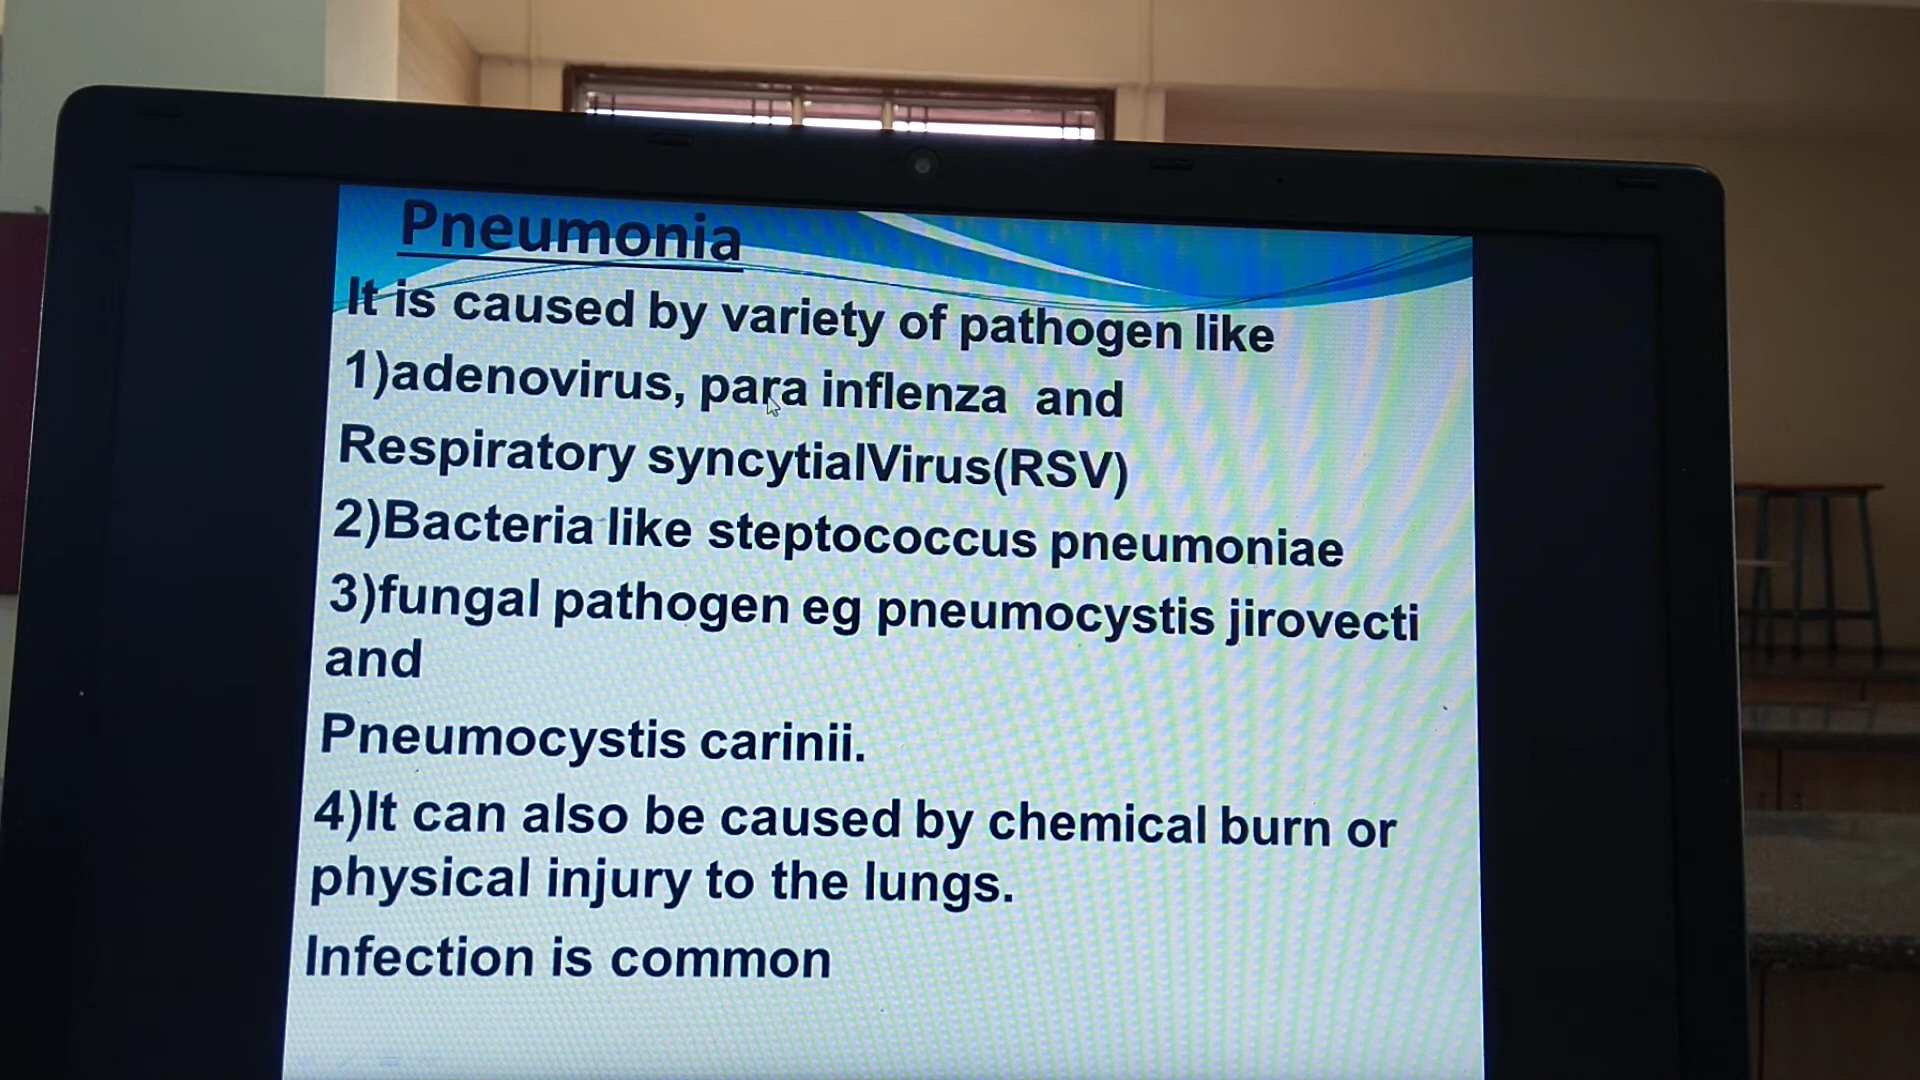 Pneumonia
It is caused by variety of pathogen like
1)adenovirus, para inflenza and
Respiratory syncytialVirus(RSV)
2)Bacteria like steptococcus pneumoniae
3)fungal pathogen eg pneumocystis jirovecti
and
Pneumocystis carinii.
4)It can also be caused by chemical burn or
physical injury to the lungs.
Infection is common